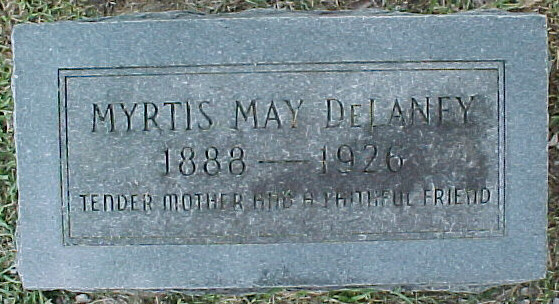 MYRTIS MAY DELANEY
1888 — 1926
TENDER MOTHER AND A FAITHFUL FRIEND